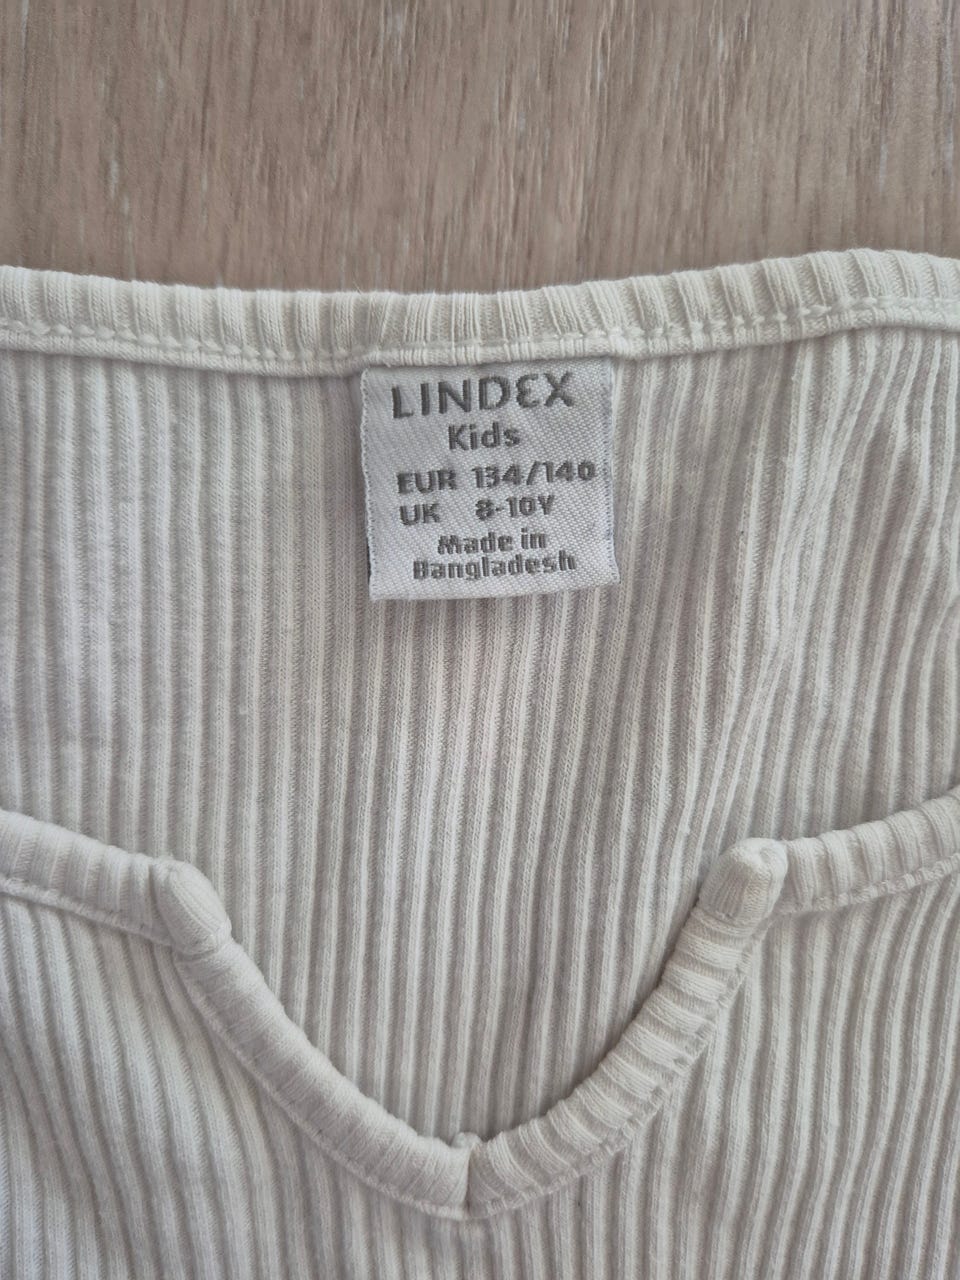 LINDEX
Kids
EUR 134/140
UK 8-10Y
Made in
Bangladesh